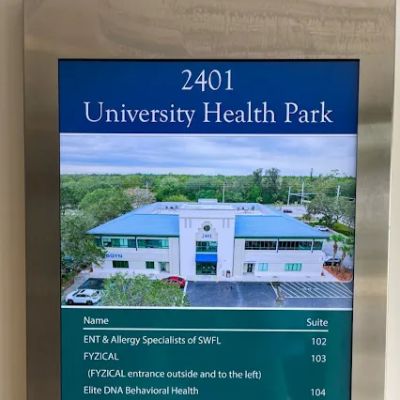 2401
University Health Park
2401
Name Suite
ENT & Allergy Specialists of SWFL 102
FYZICAL 103
(FYZICAL entrance outside and to the left)
Elite DNA Behavioral Health 104